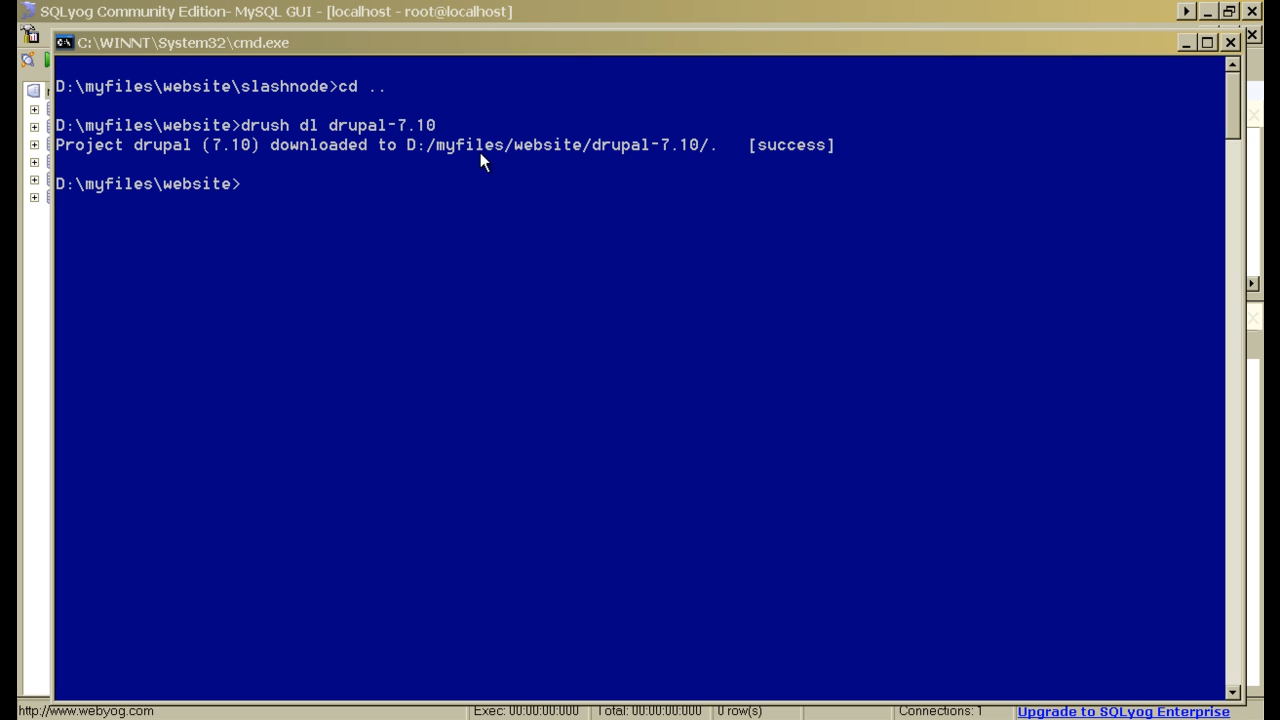 SQLyog Community Edition- MySQL GUI - [localhost - root@localhost]
C:\WINNT\System32\cmd.exe
D:\myfiles\website\slashnode>cd ..
D:\myfiles\website>drush dl drupal-7.10
Project drupal (7.10) downloaded to D:/myfiles/website/drupal-7.10/. [success]
D:\myfiles\website>
http://www.webyog.com Exec: 00:00:00:000 Total: 00:00:00:000 0 row(s) Connections: 1 Upgrade to SQLyog Enterprise